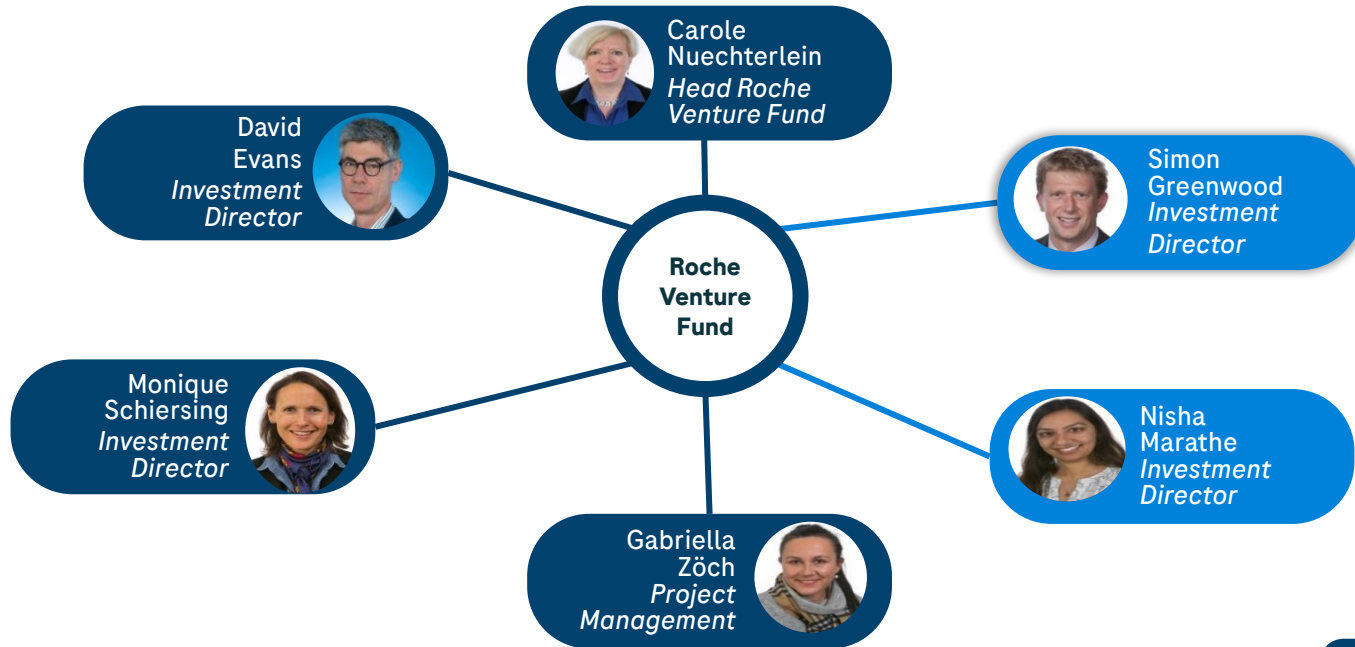 Carole
Nuechterlein
Head Roche
Venture Fund
David
Evans
Investment
Director
Simon
Greenwood
Investment
Director
Roche
Venture
Fund
Monique
Schiersing
Investment
Director
Nisha
Marathe
Investment
Director
Gabriella
Zöch
Project
Management